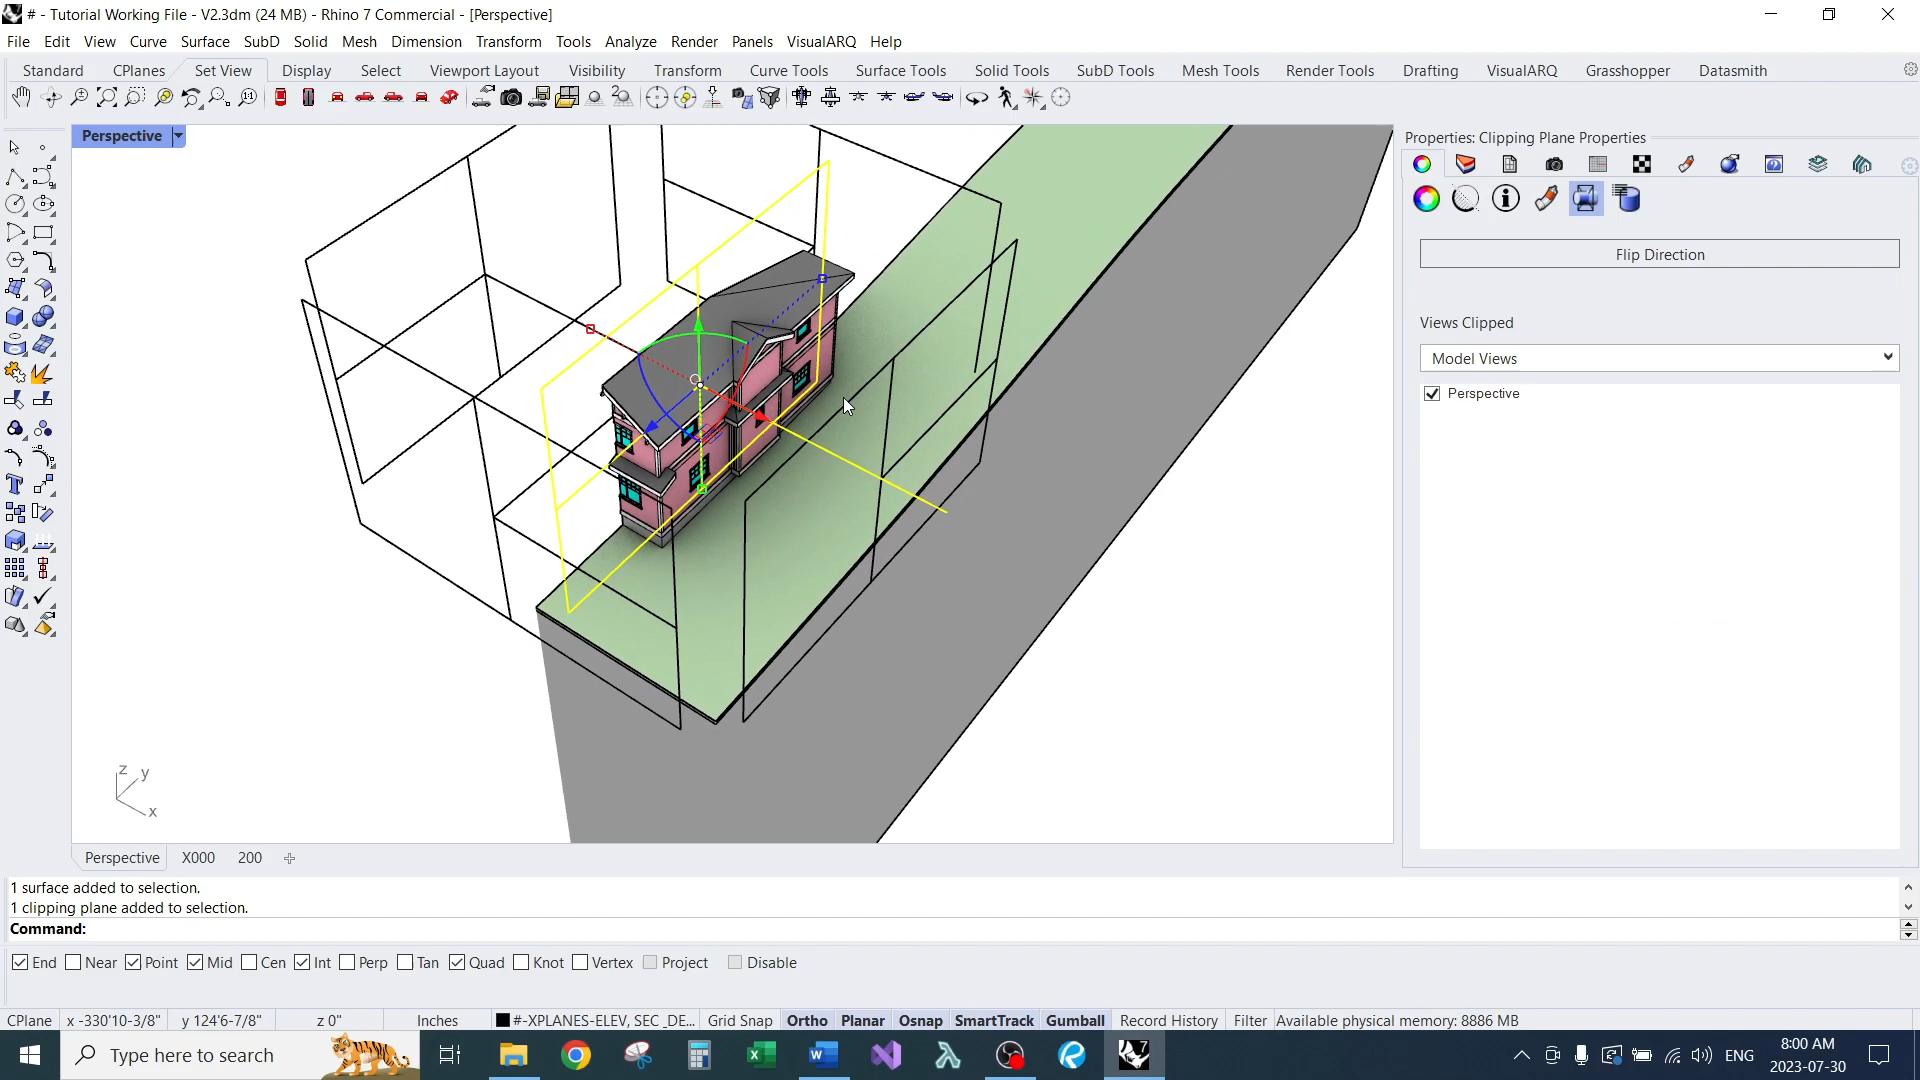 # - Tutorial Working File - V2.3dm (24 MB) - Rhino 7 Commercial - [Perspective]
File Edit View Curve Surface SubD Solid Mesh Dimension Transform Tools Analyze Render Panels VisualARQ Help
Standard CPlanes Set View Display Select Viewport Layout Visibility Transform Curve Tools Surface Tools Solid Tools SubD Tools Mesh Tools Render Tools Drafting VisualARQ Grasshopper Datasmith
Perspective
Properties: Clipping Plane Properties
Flip Direction
Views Clipped
Model Views
Perspective
z y
x
Perspective X000 200
1 surface added to selection.
1 clipping plane added to selection.
Command:
End Near Point Mid Cen Int Perp Tan Quad Knot Vertex Project Disable
CPlane x -330'10-3/8" y 124'6-7/8" z 0" Inches #-XPLANES-ELEV, SEC _DE... Grid Snap Ortho Planar Osnap SmartTrack Gumball Record History Filter Available physical memory: 8886 MB
Type here to search
ENG
8:00 AM
2023-07-30